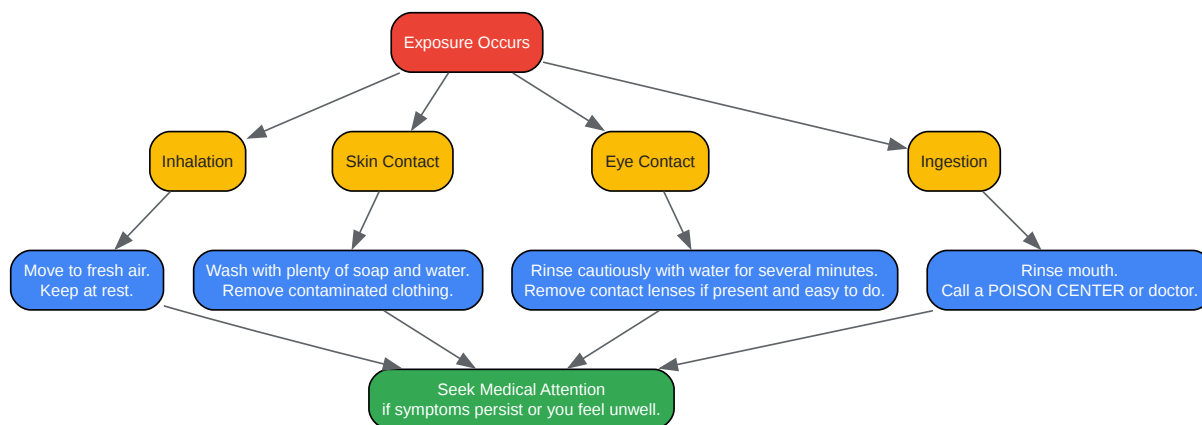 Exposure Occurs
Inhalation
Skin Contact
Eye Contact
Ingestion
Move to fresh air.
Keep at rest.
Wash with plenty of soap and water.
Remove contaminated clothing.
Rinse cautiously with water for several minutes.
Remove contact lenses if present and easy to do.
Rinse mouth.
Call a POISON CENTER or doctor.
Seek Medical Attention
if symptoms persist or you feel unwell.